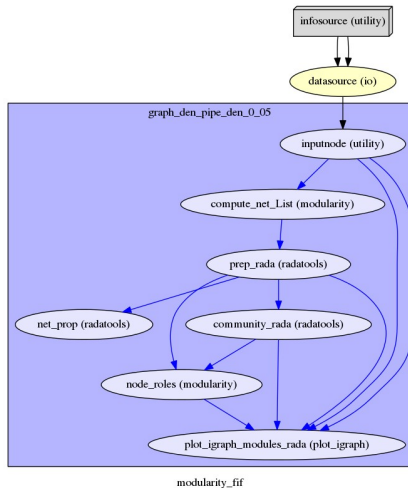 infosource (utility)
datasource (io)
graph_den_pipe_den_0_05
inputnode (utility)
compute_net_List (modularity)
prep_rada (radatools)
net_prop (radatools)
community_rada (radatools)
node_roles (modularity)
plot_igraph_modules_rada (plot_igraph)
modularity_fif